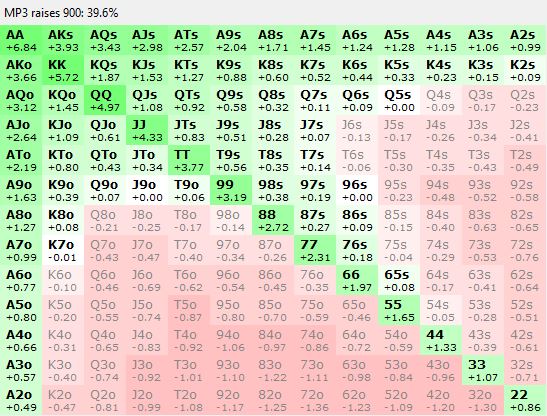 MP3 raises 900: 39.6%
AA AKs AQs AJs ATs A9s A8s A7s A6s A5s A4s A3s A2s
+6.84 +3.93 +3.43 +2.98 +2.57 +2.04 +1.71 +1.45 +1.24 +1.28 +1.15 +1.06 +0.99
AKo KK KQs KJs KTs K9s K8s K7s K6s K5s K4s K3s K2s
+3.66 +5.72 +1.87 +1.53 +1.27 +0.88 +0.60 +0.52 +0.44 +0.33 +0.23 +0.15 +0.09
AQo KQo QQ QJs QTs Q9s Q8s Q7s Q6s Q5s Q4s Q3s Q2s
+3.12 +1.45 +4.97 +1.08 +0.92 +0.58 +0.32 +0.11 +0.09 +0.00 -0.09 -0.17 -0.23
AJo KJo QJo JJ JTs J9s J8s J7s J6s J5s J4s J3s J2s
+2.64 +1.09 +0.61 +4.33 +0.83 +0.51 +0.28 +0.07 -0.13 -0.17 -0.26 -0.34 -0.41
ATo KTo QTo JTo TT T9s T8s T7s T6s T5s T4s T3s T2s
+2.19 +0.80 +0.43 +0.34 +3.77 +0.56 +0.35 +0.14 -0.06 -0.30 -0.35 -0.43 -0.49
A9o K9o Q9o J9o T9o 99 98s 97s 96s 95s 94s 93s 92s
+1.63 +0.39 +0.07 +0.00 +0.06 +3.19 +0.38 +0.19 +0.00 -0.23 -0.48 -0.52 -0.58
A8o K8o Q8o J8o T8o 98o 88 87s 86s 85s 84s 83s 82s
+1.27 +0.08 -0.21 -0.25 -0.17 -0.14 +2.72 +0.27 +0.09 -0.15 -0.40 -0.63 -0.65
A7o K7o Q7o J7o T7o 97o 87o 77 76s 75s 74s 73s 72s
+0.99 -0.01 -0.43 -0.47 -0.40 -0.34 -0.26 +2.31 +0.18 -0.04 -0.29 -0.53 -0.76
A6o K6o Q6o J6o T6o 96o 86o 76o 66 65s 64s 63s 62s
+0.77 -0.10 -0.46 -0.69 -0.62 -0.54 -0.45 -0.35 +1.97 +0.08 -0.17 -0.41 -0.64
A5o K5o Q5o J5o T5o 95o 85o 75o 65o 55 54s 53s 52s
+0.80 -0.20 -0.55 -0.74 -0.87 -0.80 -0.70 -0.59 -0.46 +1.65 -0.05 -0.28 -0.51
A4o K4o Q4o J4o T4o 94o 84o 74o 64o 54o 44 43s 42s
+0.66 -0.31 -0.65 -0.83 -0.92 -1.06 -0.97 -0.86 -0.72 -0.59 +1.33 -0.39 -0.61
A3o K3o Q3o J3o T3o 93o 83o 73o 63o 53o 43o 33 32s
+0.57 -0.40 -0.74 -0.92 -1.01 -1.10 -1.22 -1.11 -0.98 -0.84 -0.96 +1.07 -0.71
A2o K2o Q2o J2o T2o 92o 82o 72o 62o 52o 42o 32o 22
+0.49 -0.47 -0.81 -0.99 -1.08 -1.17 -1.25 -1.36 -1.23 -1.09 -1.20 -1.30 +0.86